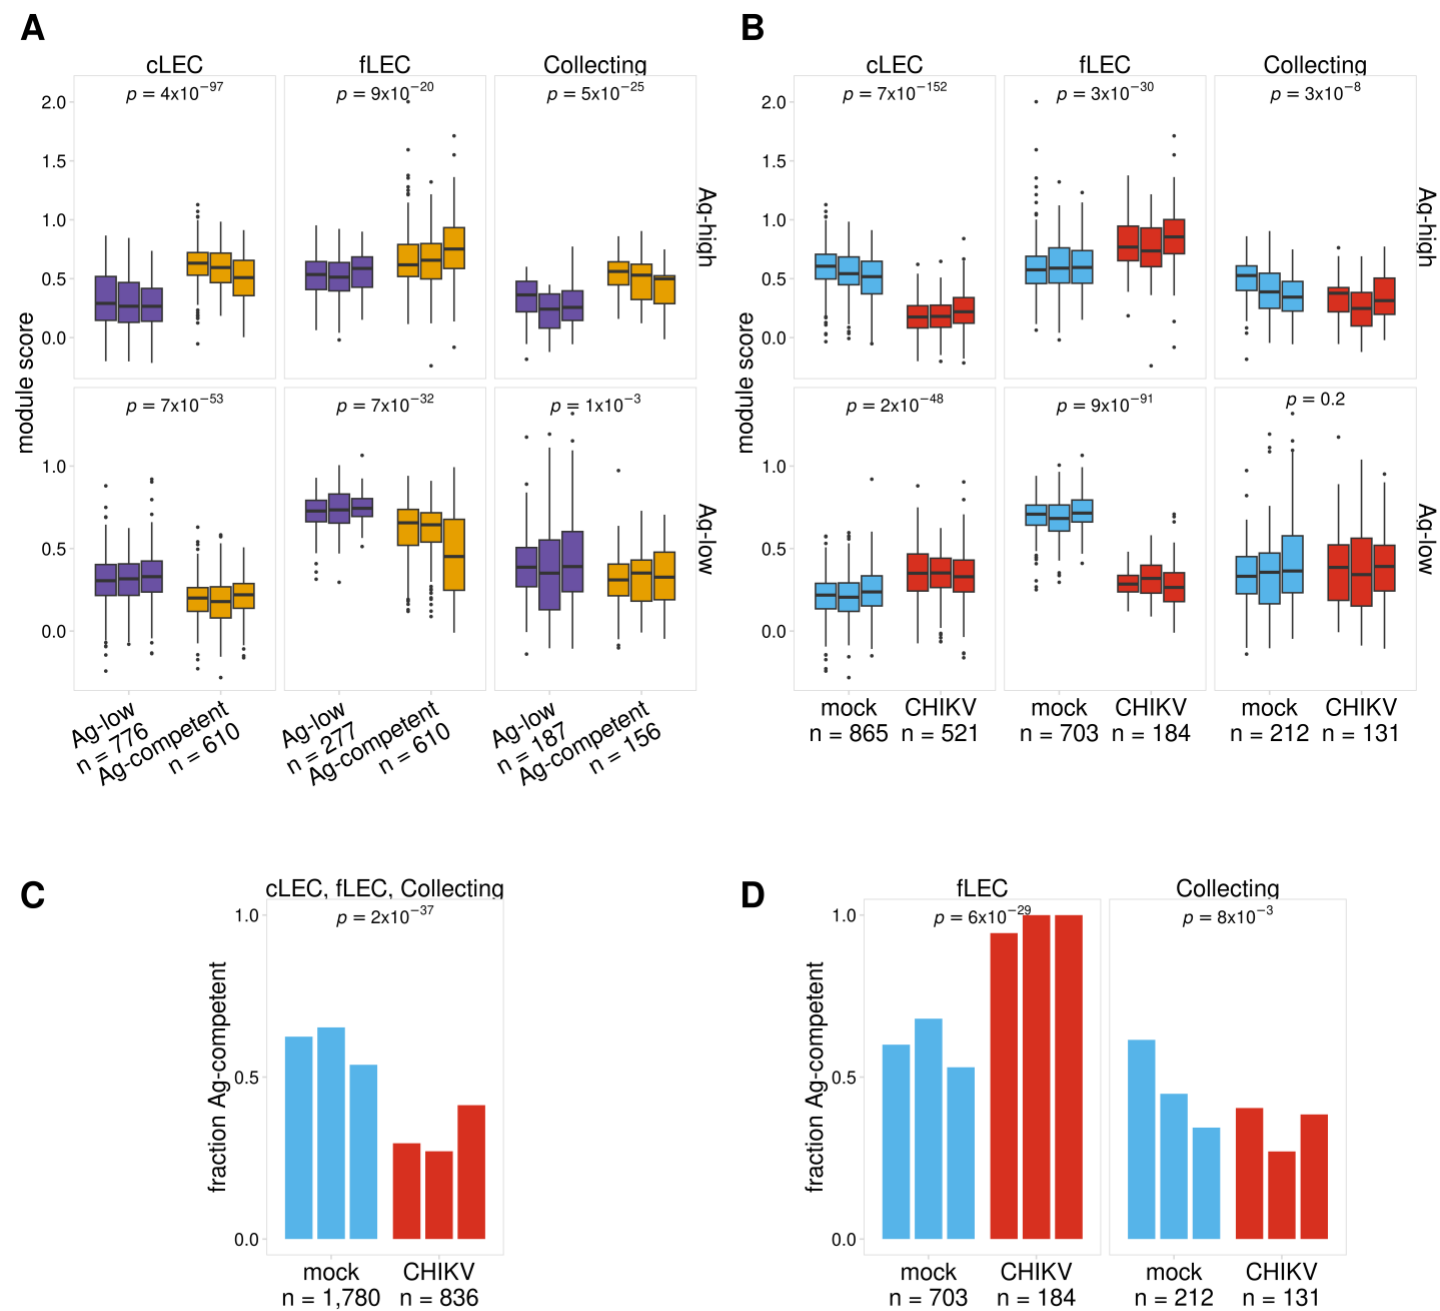 A
cLEC
fLEC
Collecting
p = 4x10⁻⁹⁷
p = 9x10⁻²⁰
p = 5x10⁻²⁵
2.0
1.5
1.0
0.5
0.0
Ag-high
module score
p = 7x10⁻⁵³
p = 7x10⁻³²
p = 1x10⁻³
1.0
0.5
0.0
Ag-low
Ag-low
n = 776
Ag-competent
n = 610
Ag-low
n = 277
Ag-competent
n = 610
Ag-low
n = 187
Ag-competent
n = 156
B
cLEC
fLEC
Collecting
p = 7x10⁻¹⁵²
p = 3x10⁻³⁰
p = 3x10⁻⁸
2.0
1.5
1.0
0.5
0.0
Ag-high
module score
p = 2x10⁻⁴⁸
p = 9x10⁻⁹¹
p = 0.2
1.0
0.5
0.0
Ag-low
mock
n = 865
CHIKV
n = 521
mock
n = 703
CHIKV
n = 184
mock
n = 212
CHIKV
n = 131
C
cLEC, fLEC, Collecting
p = 2x10⁻³⁷
1.0
0.5
0.0
fraction Ag-competent
mock
n = 1,780
CHIKV
n = 836
D
fLEC
Collecting
p = 6x10⁻²⁹
p = 8x10⁻³
1.0
0.5
0.0
fraction Ag-competent
mock
n = 703
CHIKV
n = 184
mock
n = 212
CHIKV
n = 131